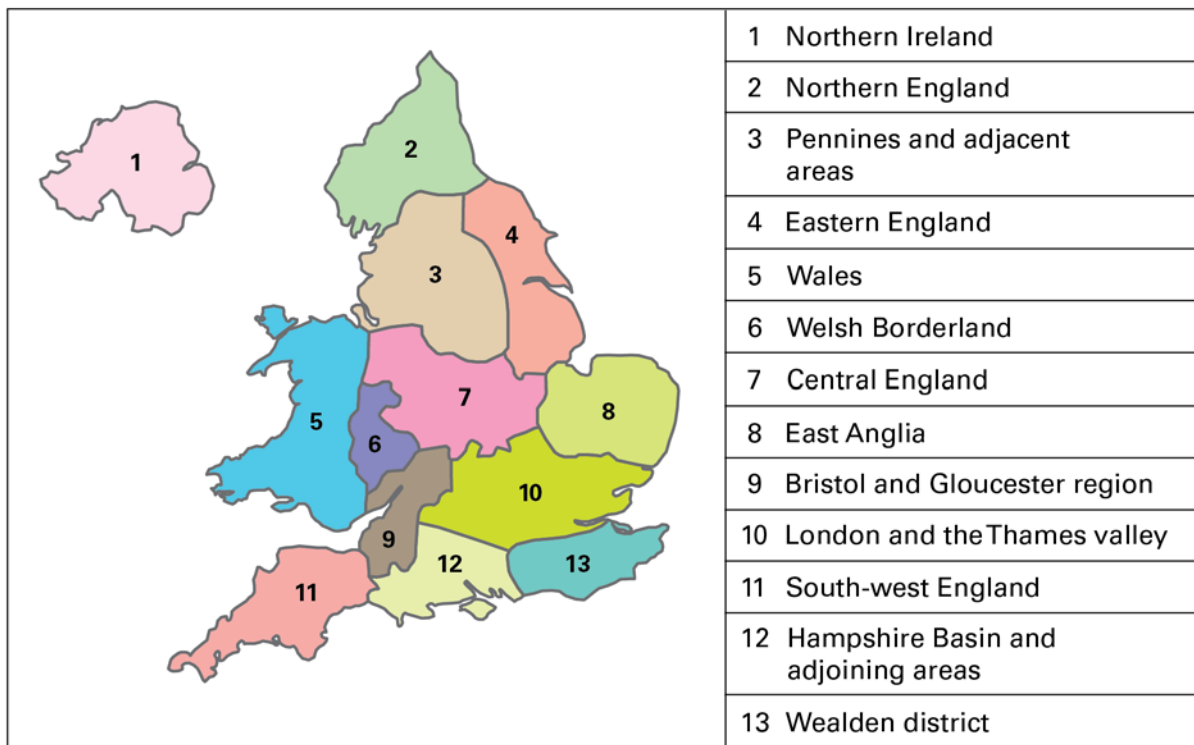 1
2
3
4
5
6
7
8
9
10
11
12
13
1 Northern Ireland
2 Northern England
3 Pennines and adjacent
areas
4 Eastern England
5 Wales
6 Welsh Borderland
7 Central England
8 East Anglia
9 Bristol and Gloucester region
10 London and the Thames valley
11 South-west England
12 Hampshire Basin and
adjoining areas
13 Wealden district